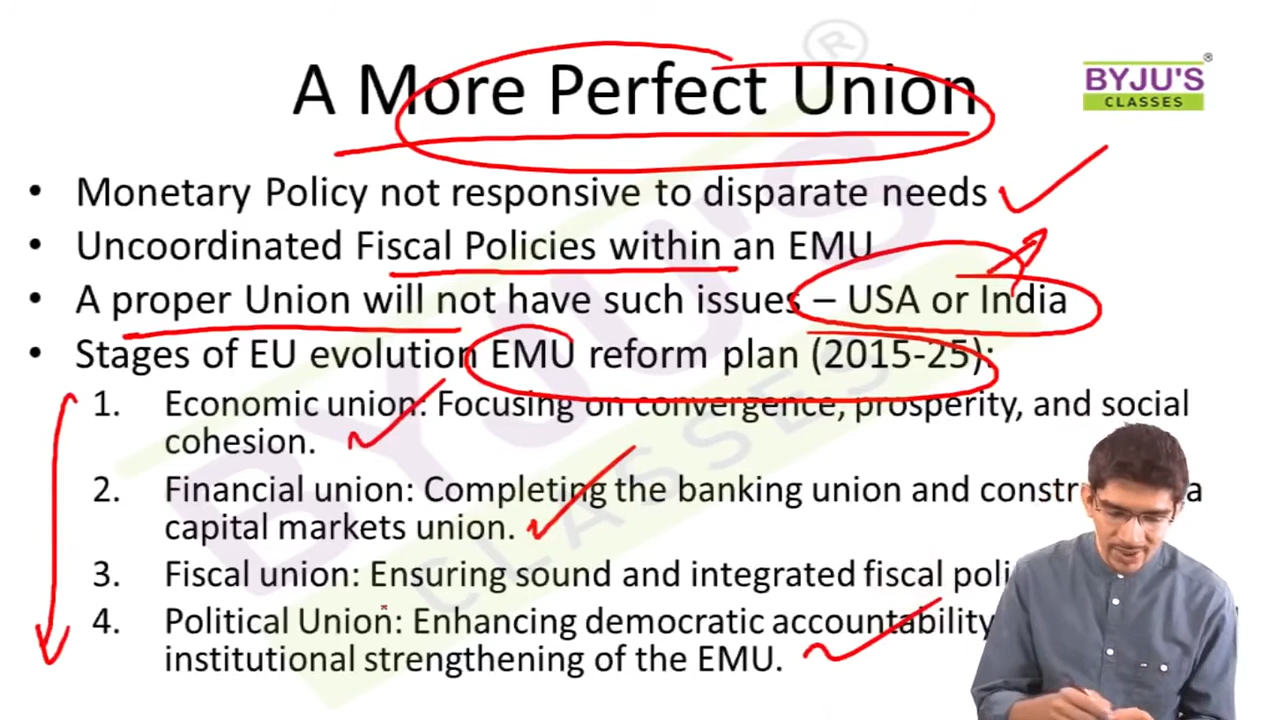 A More Perfect Union
BYJU'S
CLASSES
• Monetary Policy not responsive to disparate needs
• Uncoordinated Fiscal Policies within an EMU
• A proper Union will not have such issues – USA or India
• Stages of EU evolution EMU reform plan (2015-25):
1. Economic union: Focusing on convergence, prosperity, and social
cohesion.
2. Financial union: Completing the banking union and a
capital markets union.
3. Fiscal union: Ensuring sound and integrated fiscal
4. Political Union: Enhancing democratic accountability
institutional strengthening of the EMU.
BYJU'S
CLASSES